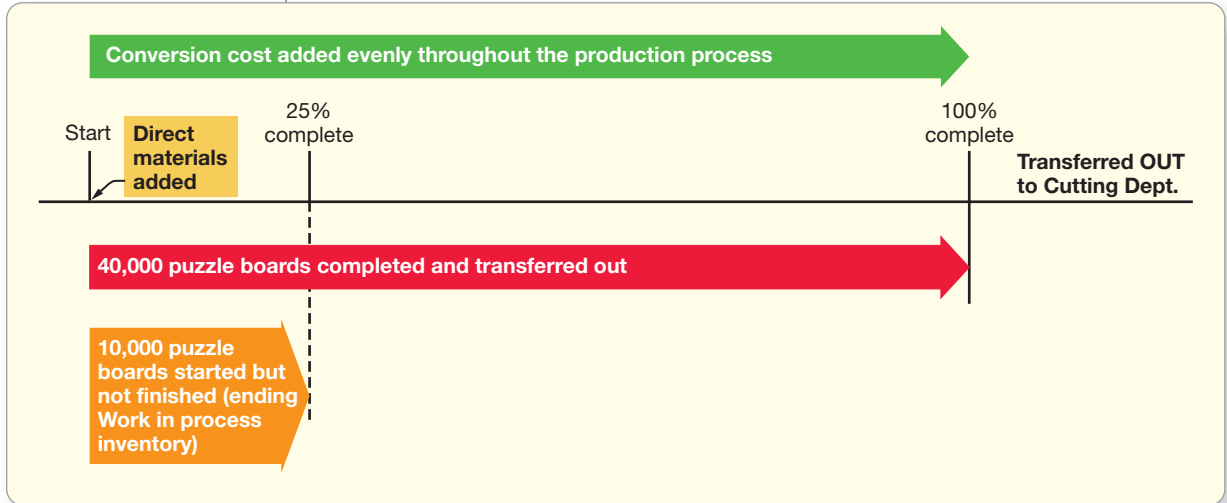 Conversion cost added evenly throughout the production process
Start
Direct
materials
added
25%
complete
100%
complete
Transferred OUT
to Cutting Dept.
40,000 puzzle boards completed and transferred out
10,000 puzzle
boards started but
not finished (ending
Work in process
inventory)